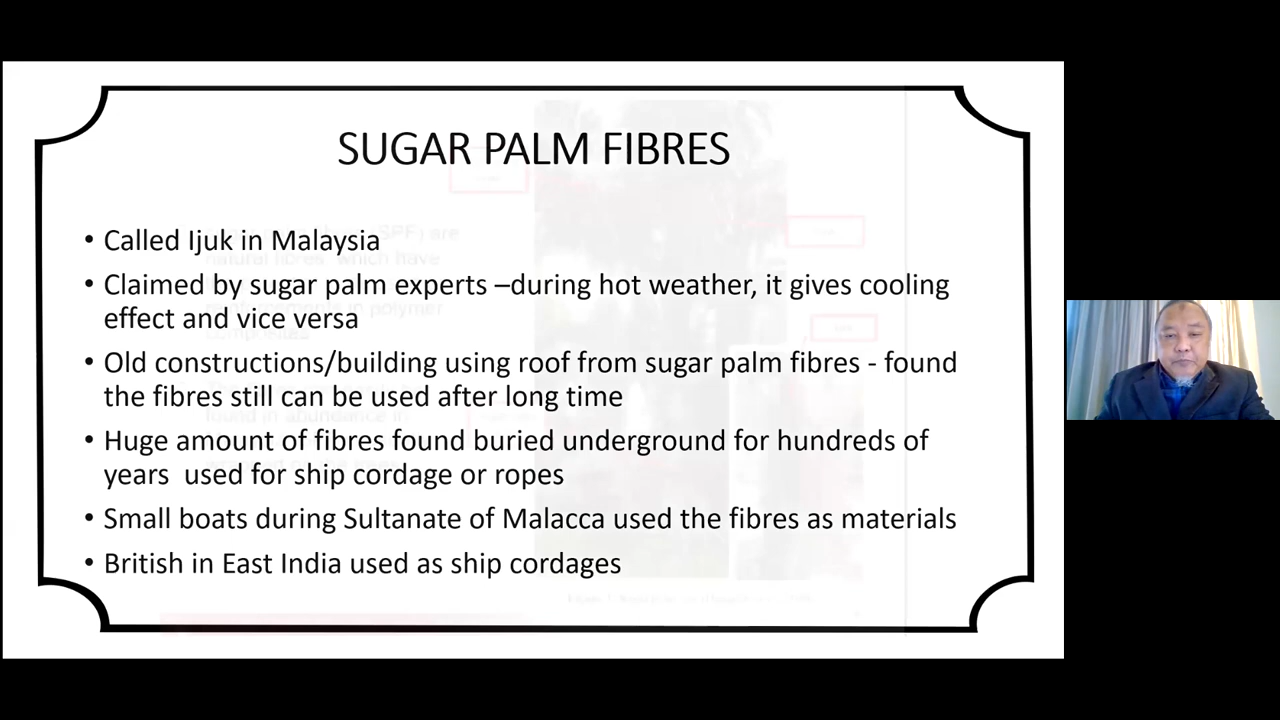 SUGAR PALM FIBRES
• Called Ijuk in Malaysia
• Claimed by sugar palm experts –during hot weather, it gives cooling
effect and vice versa
• Old constructions/building using roof from sugar palm fibres - found
the fibres still can be used after long time
• Huge amount of fibres found buried underground for hundreds of
years  used for ship cordage or ropes
• Small boats during Sultanate of Malacca used the fibres as materials
• British in East India used as ship cordages